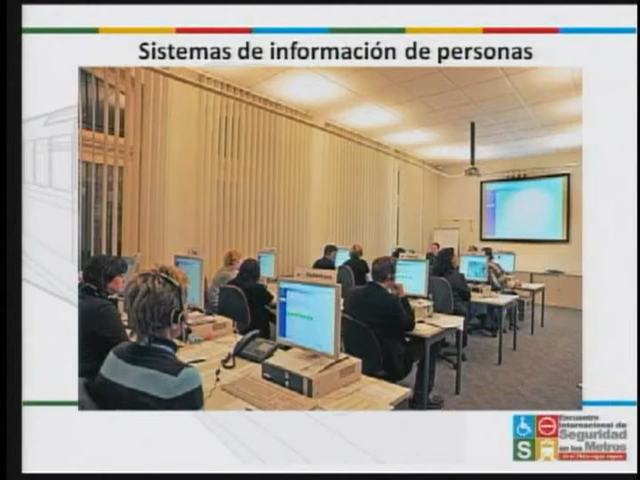 Sistemas de información de personas
S
Encuentro
Internacional de
Seguridad
en los Metros